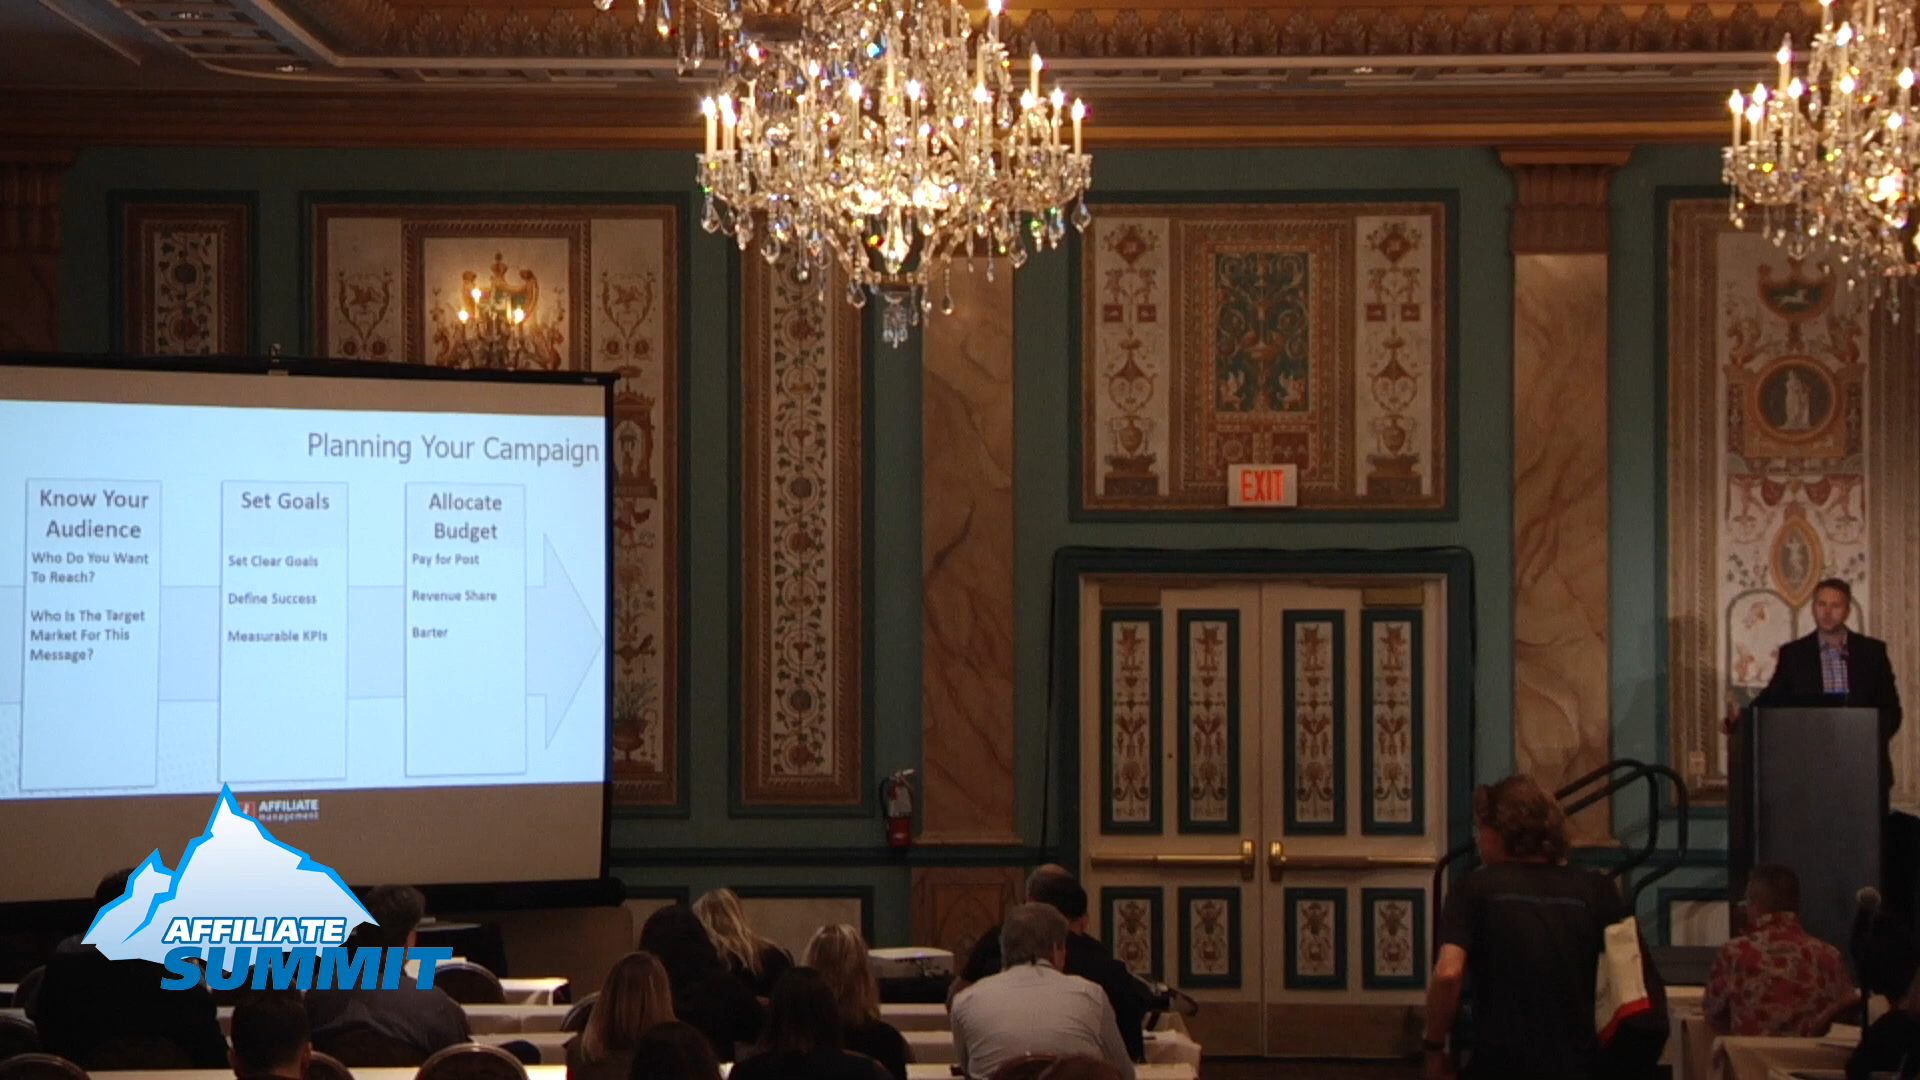 Planning Your Campaign
Know Your
Audience
Who Do You Want
To Reach?
Who Is The Target
Market For This
Message?
Set Goals
Set Clear Goals
Define Success
Measurable KPIs
Allocate
Budget
Pay for Post
Revenue Share
Barter
EXIT
AFFILIATE
management
AFFILIATE
SUMMIT